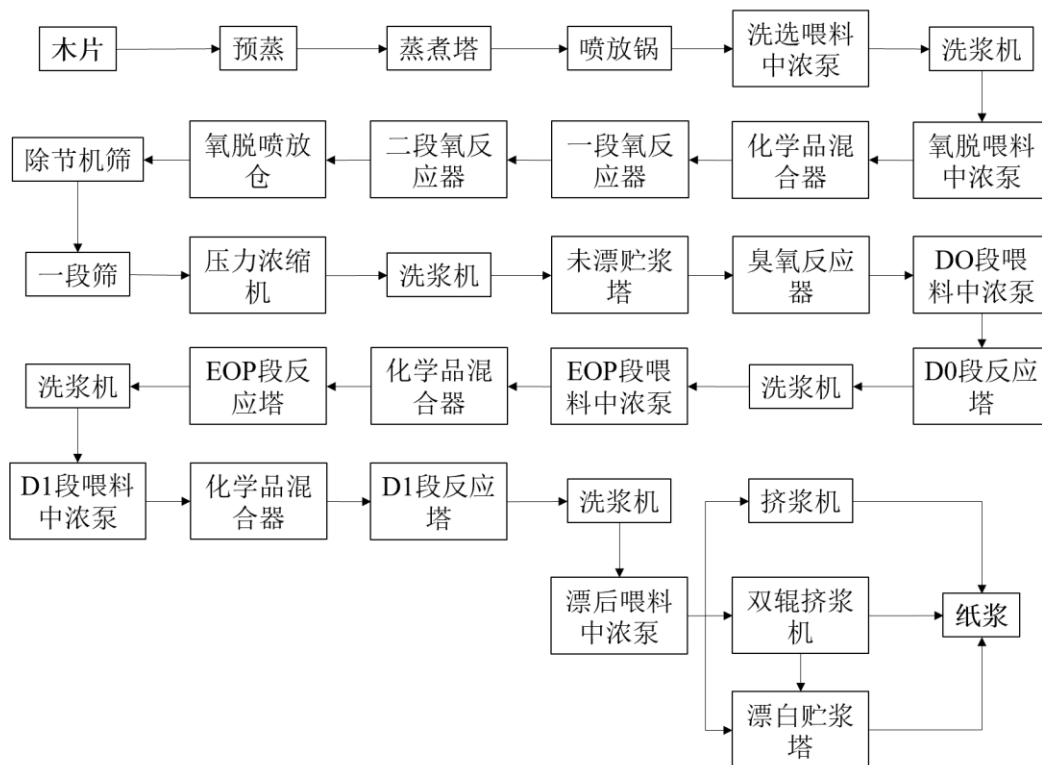 木片
预蒸
蒸煮塔
喷放锅
洗选喂料
中浓泵
洗浆机
除节机筛
氧脱喷放
仓
二段氧反
应器
一段氧反
应器
化学品混
合器
氧脱喂料
中浓泵
一段筛
压力浓缩
机
洗浆机
未漂贮浆
塔
臭氧反应
器
DO段喂
料中浓泵
洗浆机
EOP段反
应塔
化学品混
合器
EOP段喂
料中浓泵
洗浆机
D0段反应
塔
D1段喂料
中浓泵
化学品混
合器
D1段反应
塔
洗浆机
挤浆机
漂后喂料
中浓泵
双辊挤浆
机
纸浆
漂白贮浆
塔